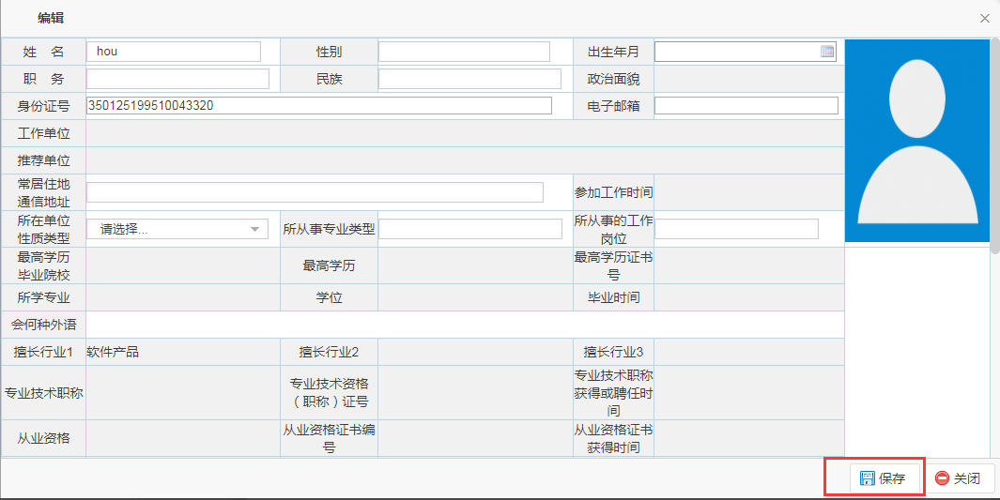 编辑
姓 名 hou 性别 出生年月
职 务 民族 政治面貌
身份证号 350125199510043320 电子邮箱
工作单位
推荐单位
常居住地
通信地址
参加工作时间
所在单位
性质类型
请选择...
所从事专业类型
所从事的工作
岗位
最高学历
毕业院校
最高学历
最高学历证书
号
所学专业 学位 毕业时间
会何种外语
擅长行业1 软件产品 擅长行业2 擅长行业3
专业技术职称
专业技术资格
（职称）证号
专业技术职称
获得或聘任时
间
从业资格
从业资格证书编
号
从业资格证书
获得时间
保存 关闭